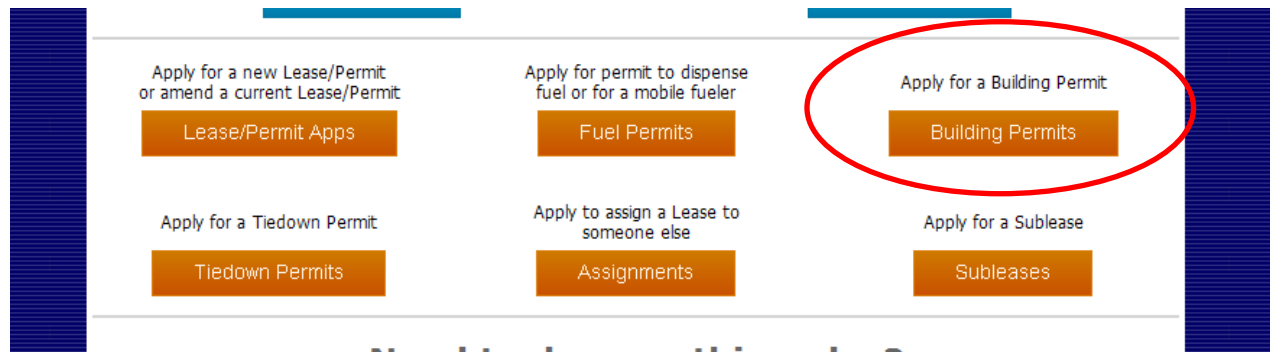 Apply for a new Lease/Permit
or amend a current Lease/Permit
Lease/Permit Apps
Apply for permit to dispense
fuel or for a mobile fueler
Fuel Permits
Apply for a Building Permit
Building Permits
Apply for a Tiedown Permit
Tiedown Permits
Apply to assign a Lease to
someone else
Assignments
Apply for a Sublease
Subleases